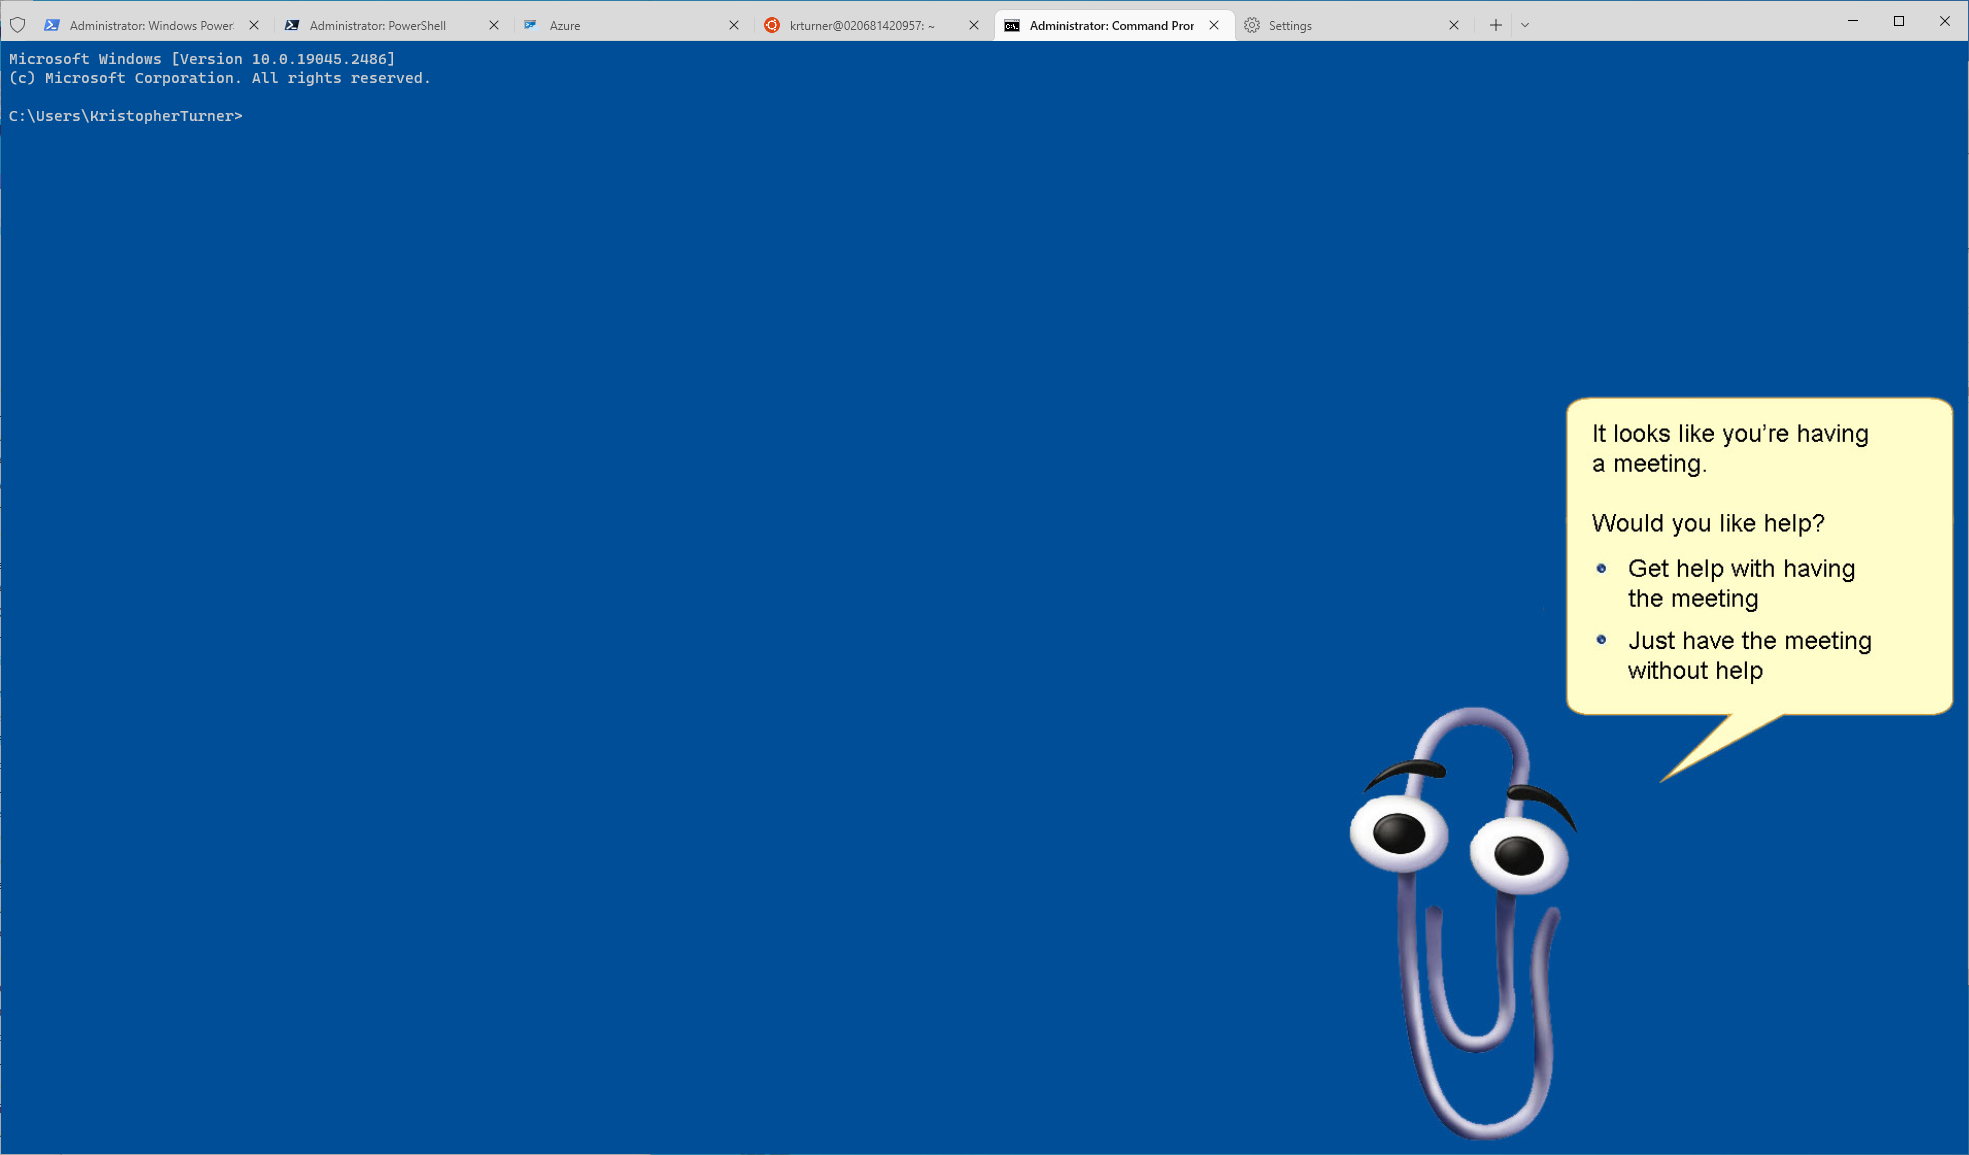 Administrator: Windows Power
Administrator: PowerShell
Azure
krturner@020681420957: ~
Administrator: Command Pror
Settings
Microsoft Windows [Version 10.0.19045.2486]
(c) Microsoft Corporation. All rights reserved.
C:\Users\KristopherTurner>
It looks like you're having
a meeting.
Would you like help?
Get help with having
the meeting
Just have the meeting
without help